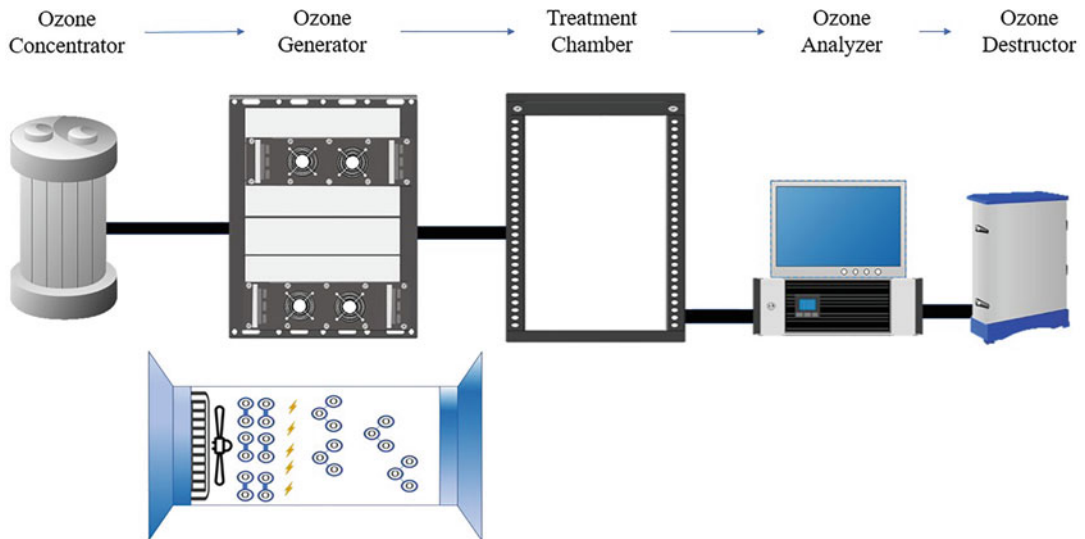 Ozone
Concentrator
Ozone
Generator
Treatment
Chamber
Ozone
Analyzer
Ozone
Destructor